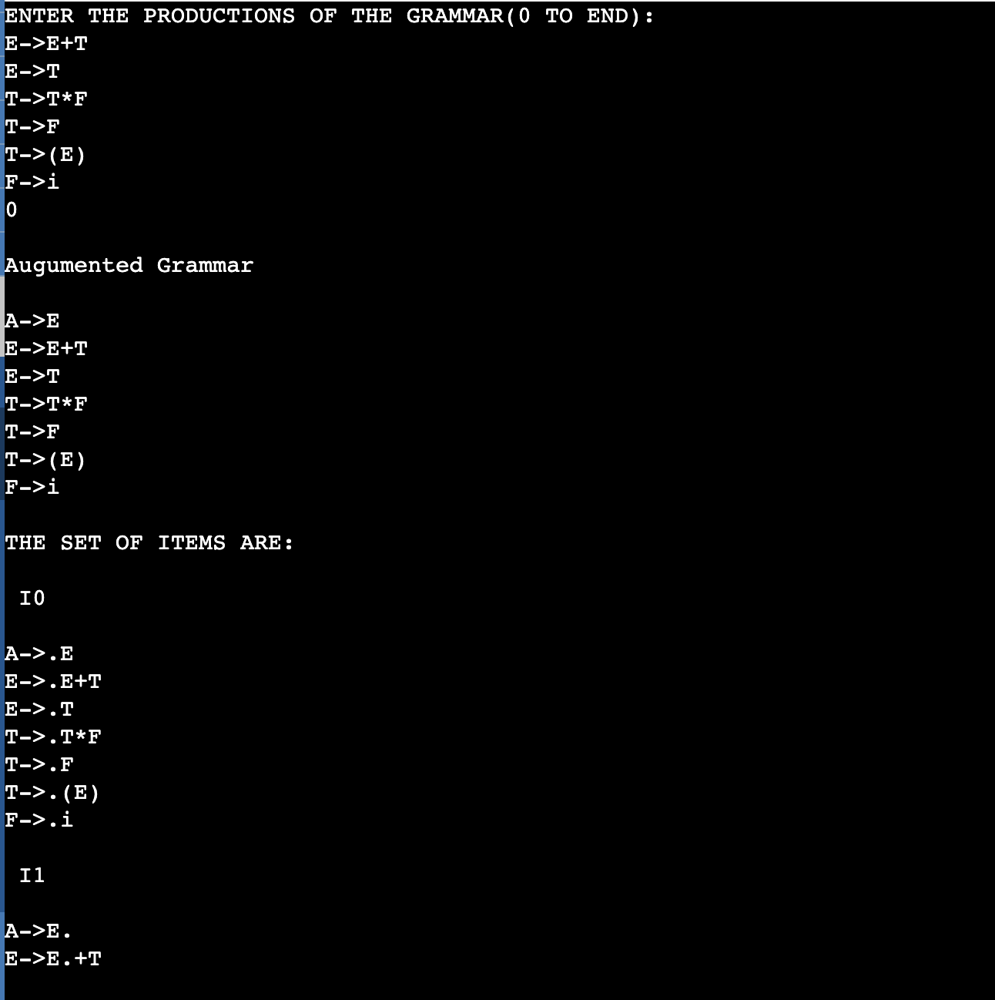 ENTER THE PRODUCTIONS OF THE GRAMMAR(0 TO END):
E->E+T
E->T
T->T*F
T->F
T->(E)
F->i
0
Augumented Grammar
A->E
E->E+T
E->T
T->T*F
T->F
T->(E)
F->i
THE SET OF ITEMS ARE:
I0
A->.E
E->.E+T
E->.T
T->.T*F
T->.F
T->.(E)
F->.i
I1
A->E.
E->E.+T